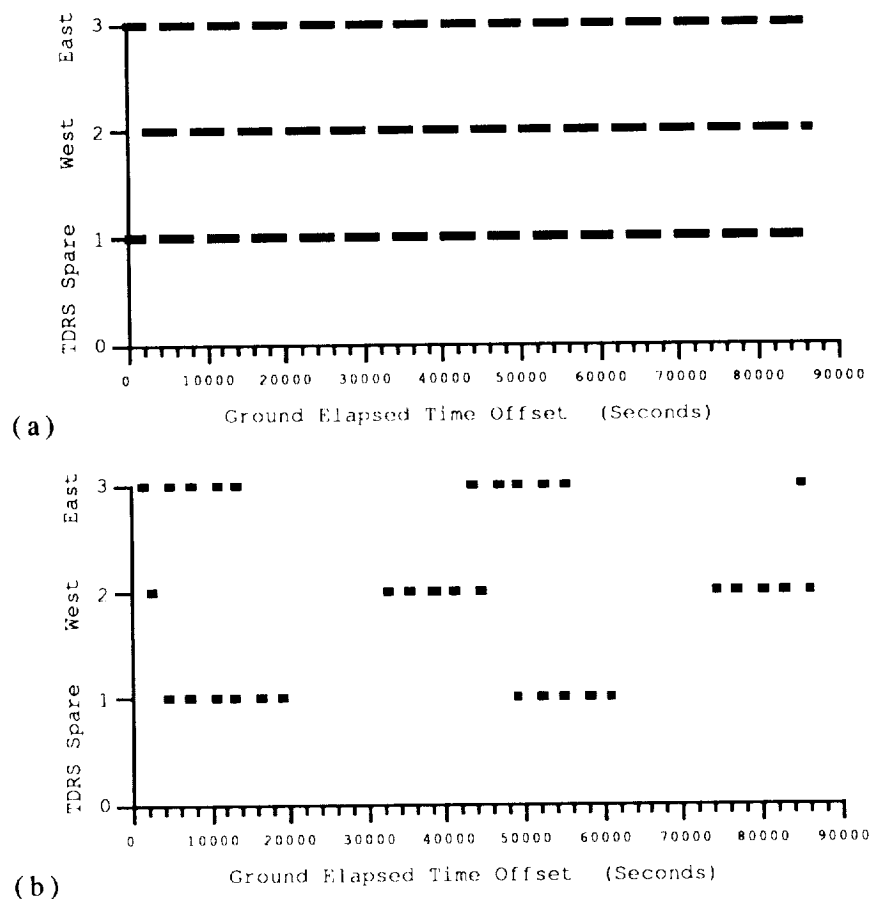 3
East
2
West
1
TDRS Spare
0
0 10000 20000 30000 40000 50000 60000 70000 80000 90000
Ground Elapsed Time Offset (Seconds)
(a)
3
East
2
West
1
TDRS Spare
0
0 10000 20000 30000 40000 50000 60000 70000 80000 90000
Ground Elapsed Time Offset (Seconds)
(b)